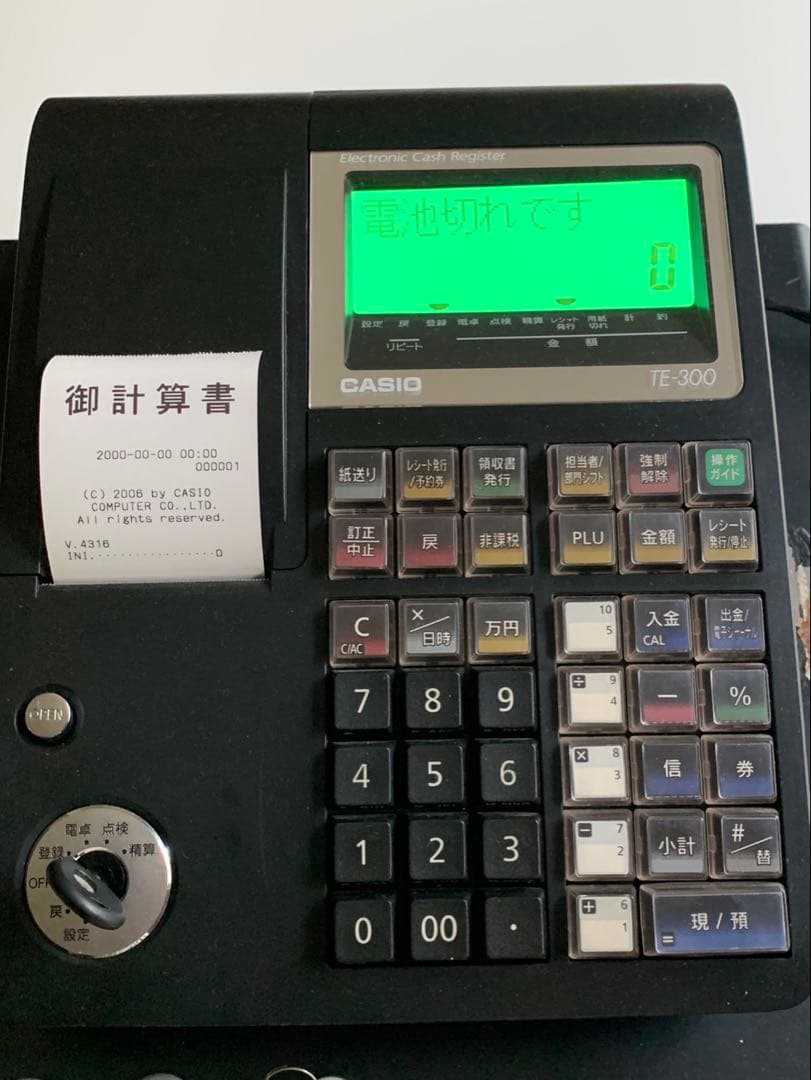 Electronic Cash Register
電池切れです
0
設定 戻 登録 電卓 点検 精算 レシート発行 用紙切れ 計 釣
リピート 金額
CASIO TE-300
御計算書
2000-00-00 00:00
000001
(C) 2006 by CASIO
COMPUTER CO.,LTD.
All rights reserved.
V.4316
INI.················0
紙送り レシート発行/予約券 領収書発行 担当者/部門シフト 強制解除 操作ガイド
訂正/中止 戻 非課税 PLU 金額 レシート発行/停止
C C/AC ×/日時 万円 10 5 入金 CAL 出金/電子ジャーナル
7 8 9 ÷ 9 4 − %
4 5 6 × 8 3 信 券
1 2 3 − 7 2 小計 #/替
0 00 · + 6 1 = 現/預
OPEN
電卓 点検
登録 精算
OFF
戻
設定